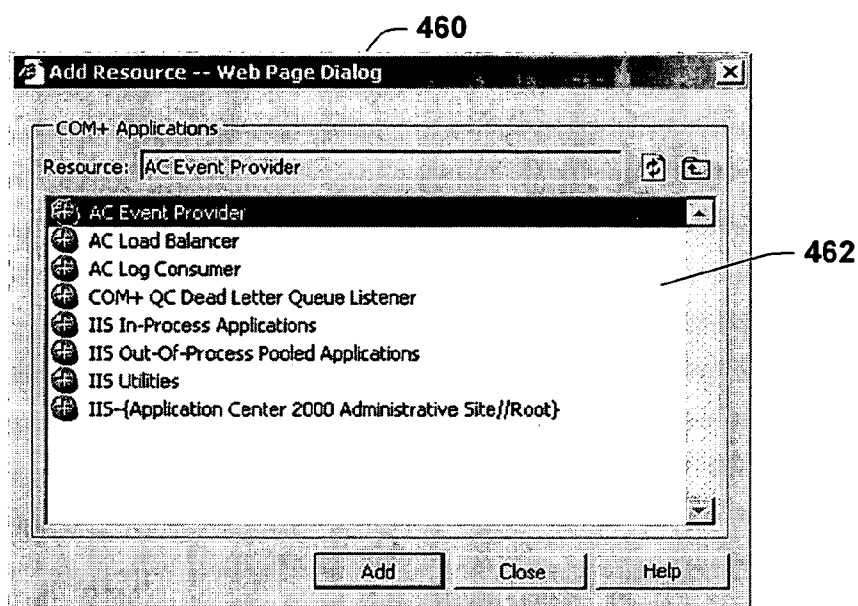 460
Add Resource -- Web Page Dialog
COM+ Applications
Resource: AC Event Provider
AC Event Provider
AC Load Balancer
AC Log Consumer
462
COM+ QC Dead Letter Queue Listener
IIS In-Process Applications
IIS Out-Of-Process Pooled Applications
IIS Utilities
IIS-{Application Center 2000 Administrative Site//Root}
Add Close Help